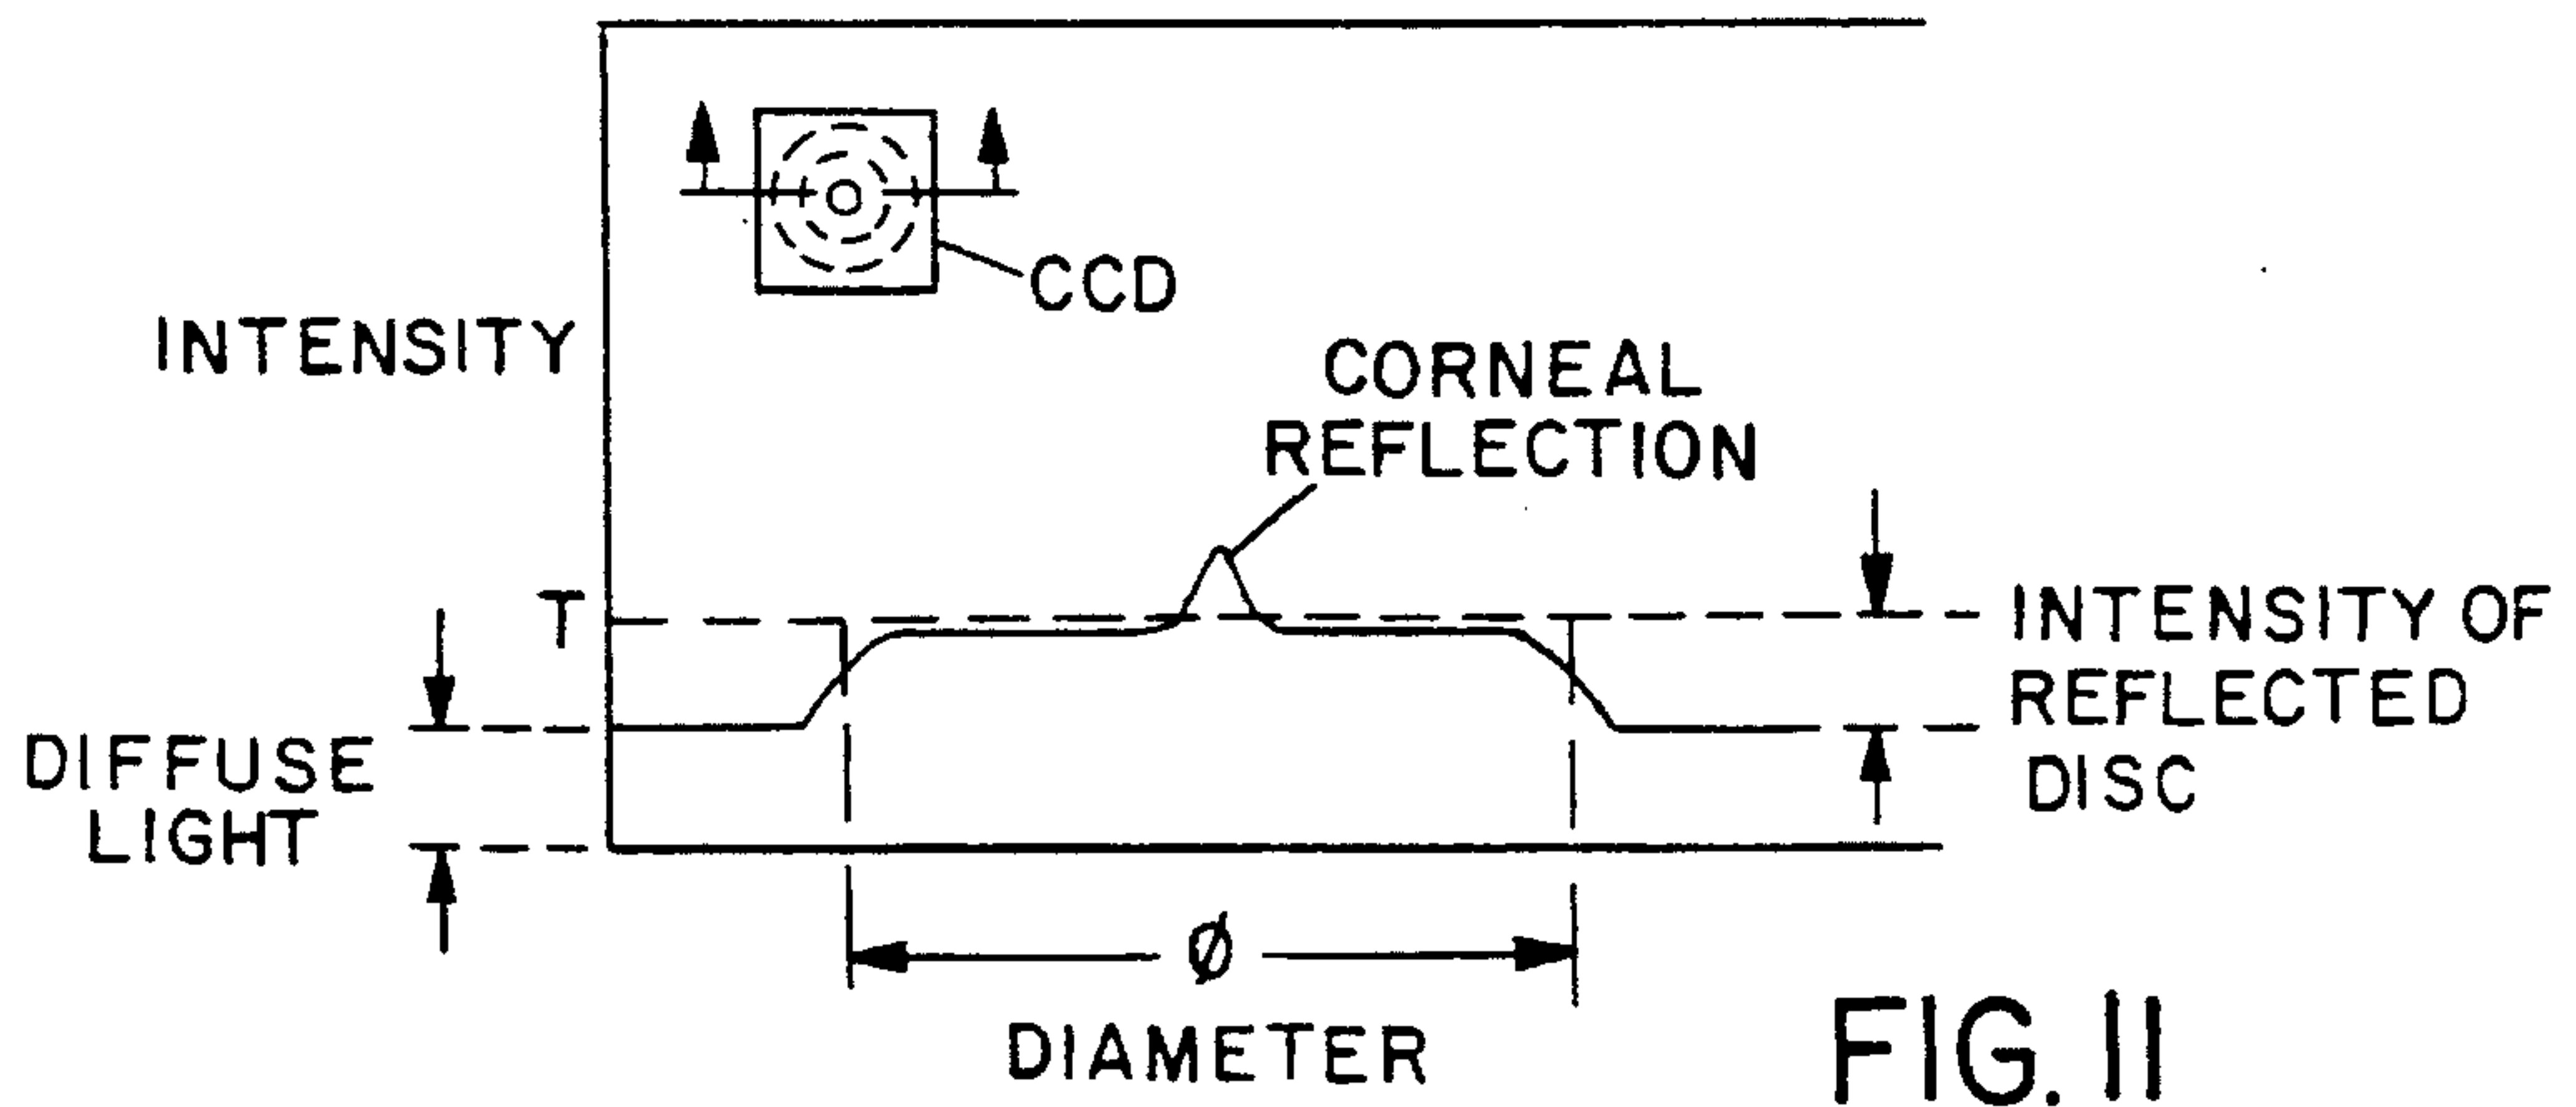 CCD
INTENSITY
CORNEAL
REFLECTION
T
INTENSITY OF
REFLECTED
DISC
DIFFUSE
LIGHT
Ø
DIAMETER
FIG. 11